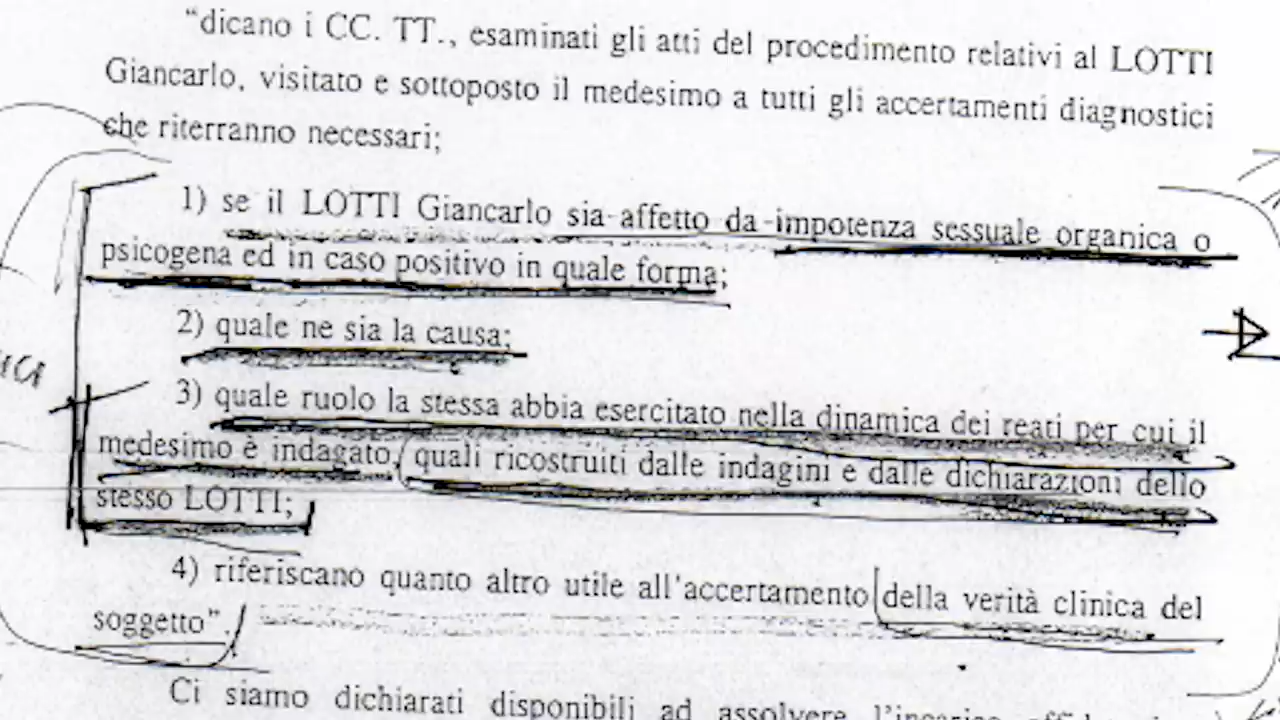 “dicano i CC. TT., esaminati gli atti del procedimento relativi al LOTTI
Giancarlo, visitato e sottoposto il medesimo a tutti gli accertamenti diagnostici
che riterranno necessari;
1) se il LOTTI Giancarlo sia affetto da impotenza sessuale organica o
psicogena ed in caso positivo in quale forma;
2) quale ne sia la causa;
3) quale ruolo la stessa abbia esercitato nella dinamica dei reati per cui il
medesimo è indagato, quali ricostruiti dalle indagini e dalle dichiarazioni dello
stesso LOTTI;
4) riferiscano quanto altro utile all'accertamento della verità clinica del
soggetto”
Ci siamo dichiarati disponibili ad assolvere l'incarico